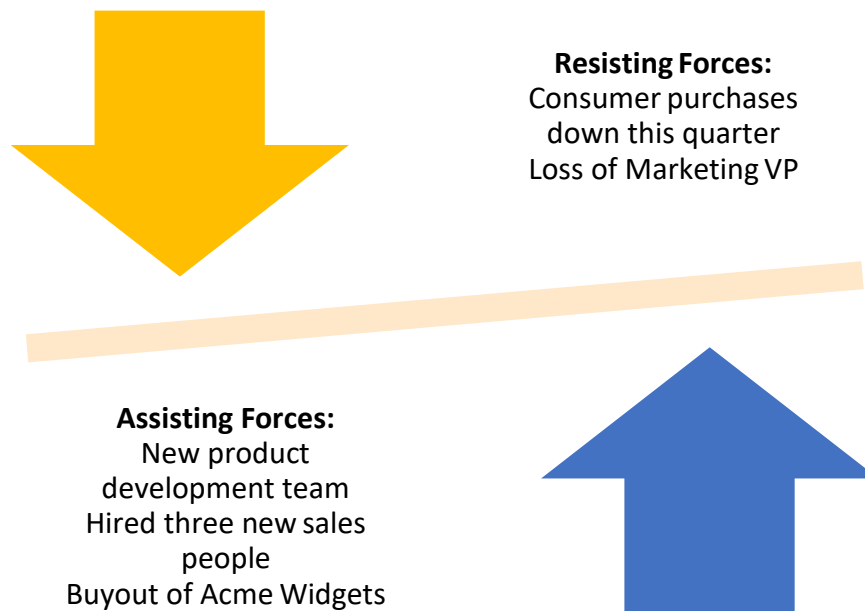 Resisting Forces:
Consumer purchases
down this quarter
Loss of Marketing VP
Assisting Forces:
New product
development team
Hired three new sales
people
Buyout of Acme Widgets